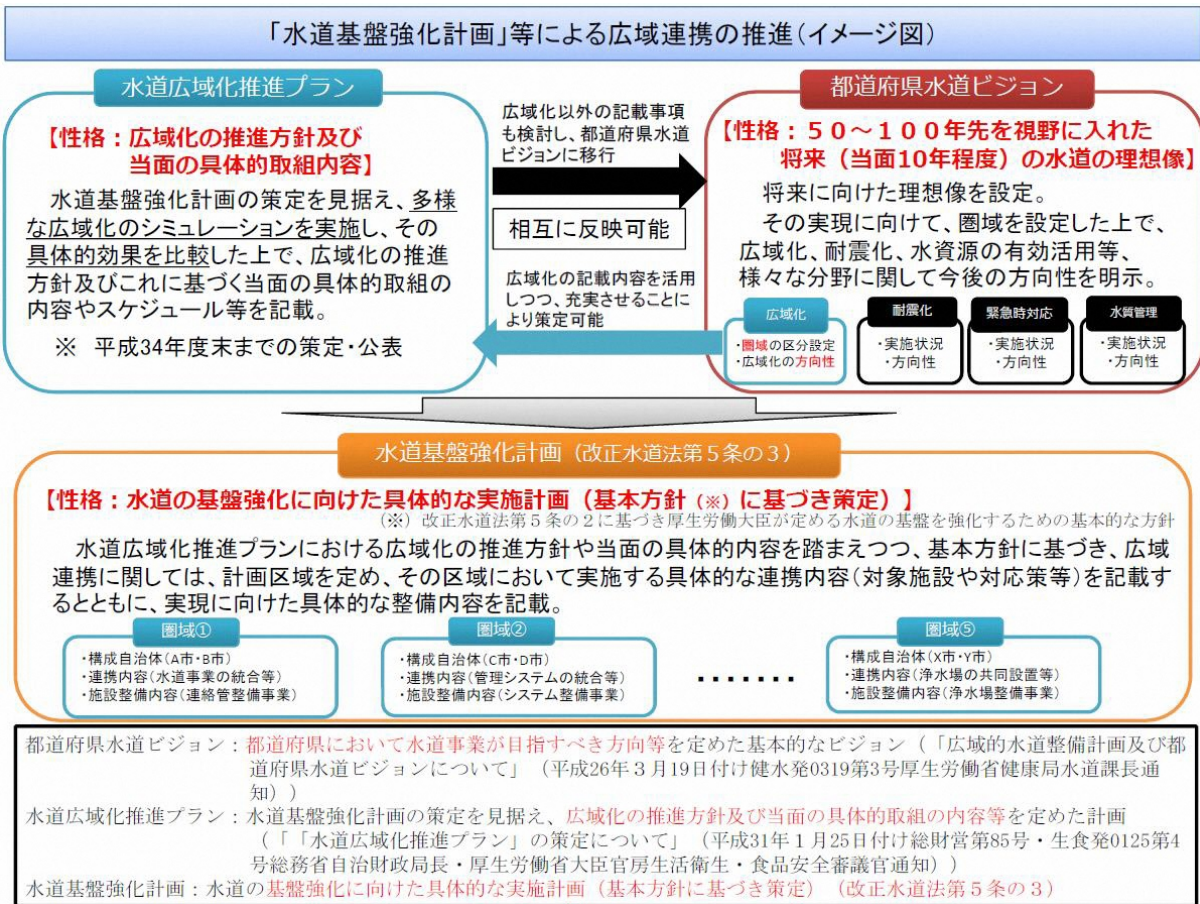 「水道基盤強化計画」等による広域連携の推進（イメージ図）
水道広域化推進プラン
【性格：広域化の推進方針及び
当面の具体的取組内容】
水道基盤強化計画の策定を見据え、多様
な広域化のシミュレーションを実施し、その
具体的効果を比較した上で、広域化の推進
方針及びこれに基づく当面の具体的取組の
内容やスケジュール等を記載。
※　平成34年度末までの策定・公表
広域化以外の記載事項
も検討し、都道府県水道
ビジョンに移行
相互に反映可能
広域化の記載内容を活用
しつつ、充実させることに
より策定可能
都道府県水道ビジョン
【性格：５０～１００年先を視野に入れた
将来（当面10年程度）の水道の理想像】
将来に向けた理想像を設定。
その実現に向けて、圏域を設定した上で、
広域化、耐震化、水資源の有効活用等、
様々な分野に関して今後の方向性を明示。
広域化
・圏域の区分設定
・広域化の方向性
耐震化
・実施状況
・方向性
緊急時対応
・実施状況
・方向性
水質管理
・実施状況
・方向性
水道基盤強化計画（改正水道法第５条の３）
【性格：水道の基盤強化に向けた具体的な実施計画（基本方針（※）に基づき策定）】
（※）改正水道法第５条の２に基づき厚生労働大臣が定める水道の基盤を強化するための基本的な方針
水道広域化推進プランにおける広域化の推進方針や当面の具体的内容を踏まえつつ、基本方針に基づき、広域
連携に関しては、計画区域を定め、その区域において実施する具体的な連携内容（対象施設や対応策等）を記載す
るとともに、実現に向けた具体的な整備内容を記載。
圏域①
・構成自治体（A市・B市）
・連携内容（水道事業の統合等）
・施設整備内容（連絡管整備事業）
圏域②
・構成自治体（C市・D市）
・連携内容（管理システムの統合等）
・施設整備内容（システム整備事業）
・・・・・・・
圏域⑤
・構成自治体（X市・Y市）
・連携内容（浄水場の共同設置等）
・施設整備内容（浄水場整備事業）
都道府県水道ビジョン：都道府県において水道事業が目指すべき方向等を定めた基本的なビジョン（「広域的水道整備計画及び都
道府県水道ビジョンについて」（平成26年３月19日付け健水発0319第3号厚生労働省健康局水道課長通
知））
水道広域化推進プラン：水道基盤強化計画の策定を見据え、広域化の推進方針及び当面の具体的取組の内容等を定めた計画
（「「水道広域化推進プラン」の策定について」（平成31年１月25日付け総財営第85号・生食発0125第4
号総務省自治財政局長・厚生労働省大臣官房生活衛生・食品安全審議官通知））
水道基盤強化計画：水道の基盤強化に向けた具体的な実施計画（基本方針に基づき策定）（改正水道法第５条の３）